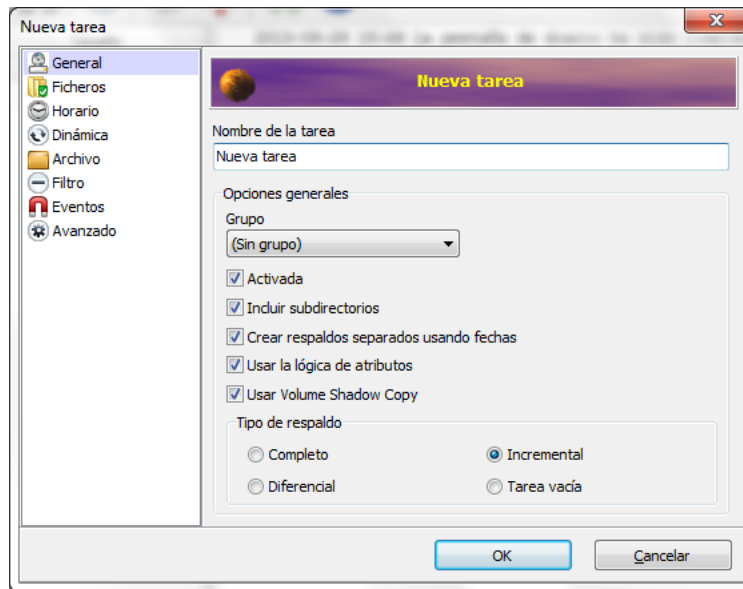 Nueva tarea
General
Ficheros
Horario
Dinámica
Archivo
Filtro
Eventos
Avanzado
Nueva tarea
Nombre de la tarea
Nueva tarea
Opciones generales
Grupo
(Sin grupo)
Activada
Incluir subdirectorios
Crear respaldos separados usando fechas
Usar la lógica de atributos
Usar Volume Shadow Copy
Tipo de respaldo
Completo
Incremental
Diferencial
Tarea vacía
OK
Cancelar